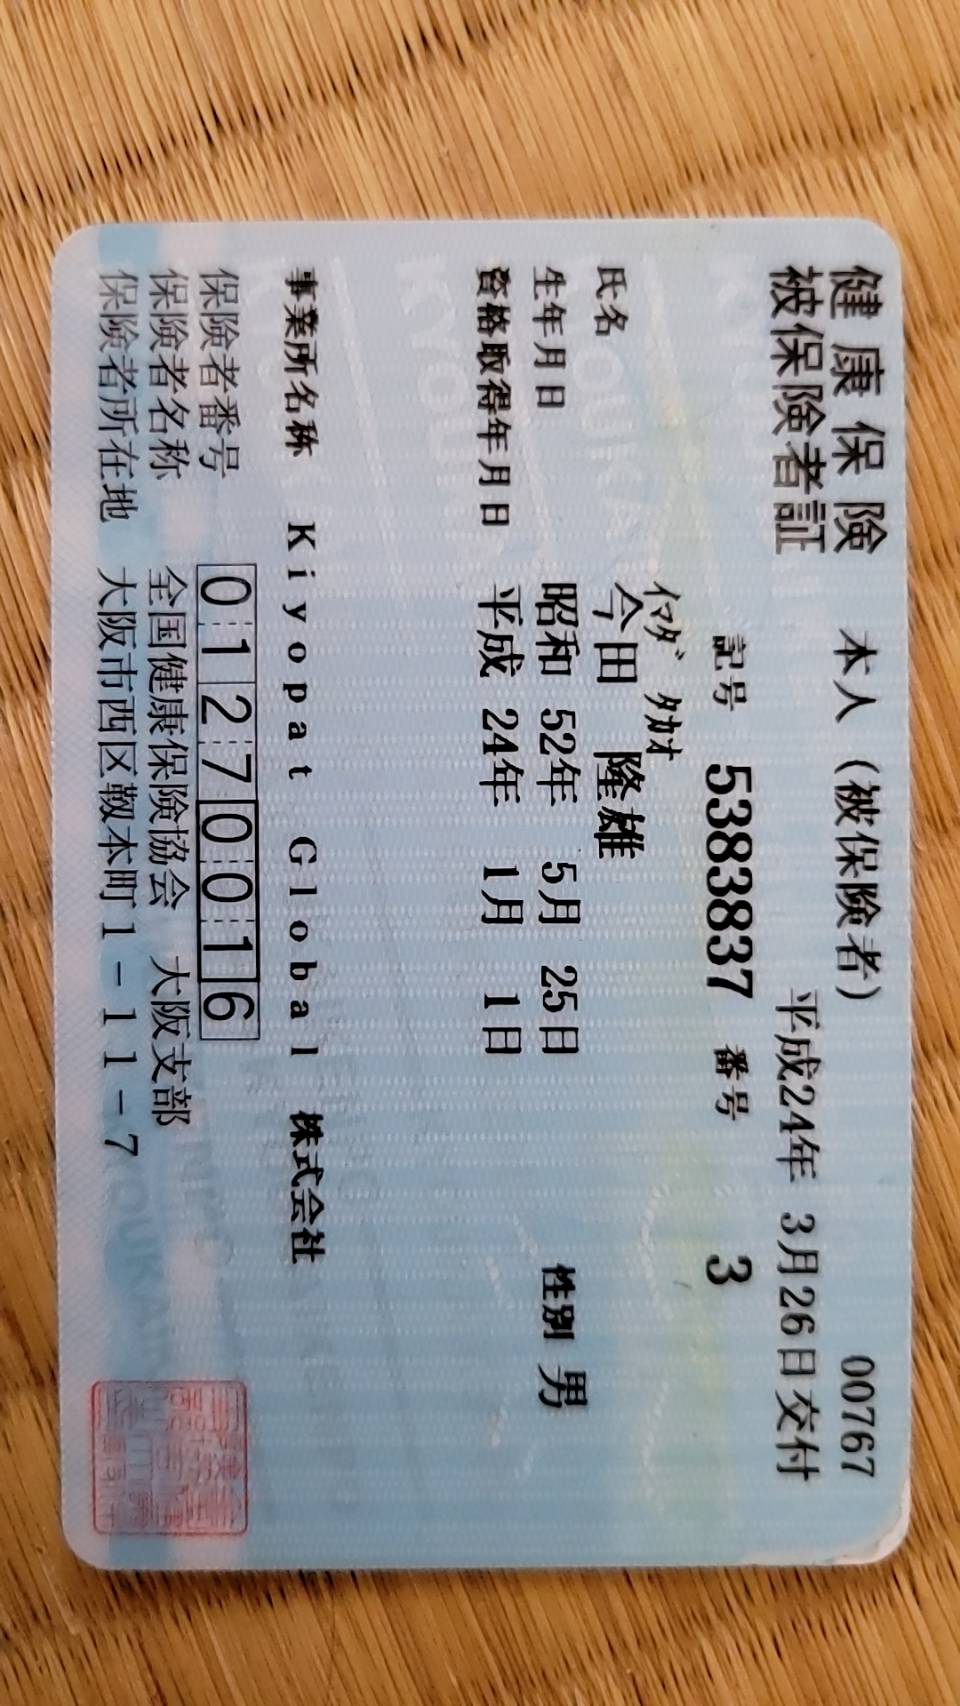 健康保険 本人（被保険者） 00767
被保険者証 平成24年 3月26日交付
記号 5383837 番号 3
ｲﾏﾀﾞ ﾀｶｵ
氏名 今田 隆雄
生年月日 昭和 52年 5月 25日 性別 男
資格取得年月日 平成 24年 1月 1日
事業所名称 Kiyopat Global 株式会社
保険者番号 01270016
保険者名称 全国健康保険協会 大阪支部
保険者所在地 大阪市西区靱本町1-11-7